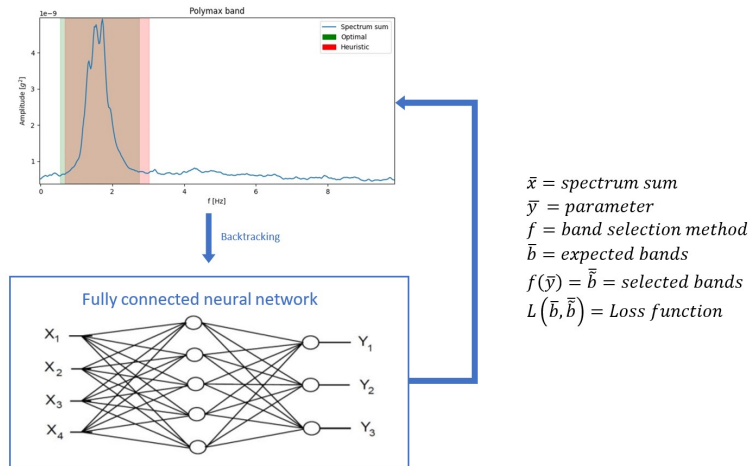 Polymax band
1e−9
Spectrum sum
Optimal
Heuristic
Amplitude [g²]
4
3
2
1
0 2 4 6 8
f [Hz]
Backtracking
Fully connected neural network
X₁
X₂
X₃
X₄
Y₁
Y₂
Y₃
x̄ = spectrum sum
ȳ = parameter
f = band selection method
b̄ = expected bands
f(ȳ) = b̃̄ = selected bands
L(b̄, b̃̄) = Loss function